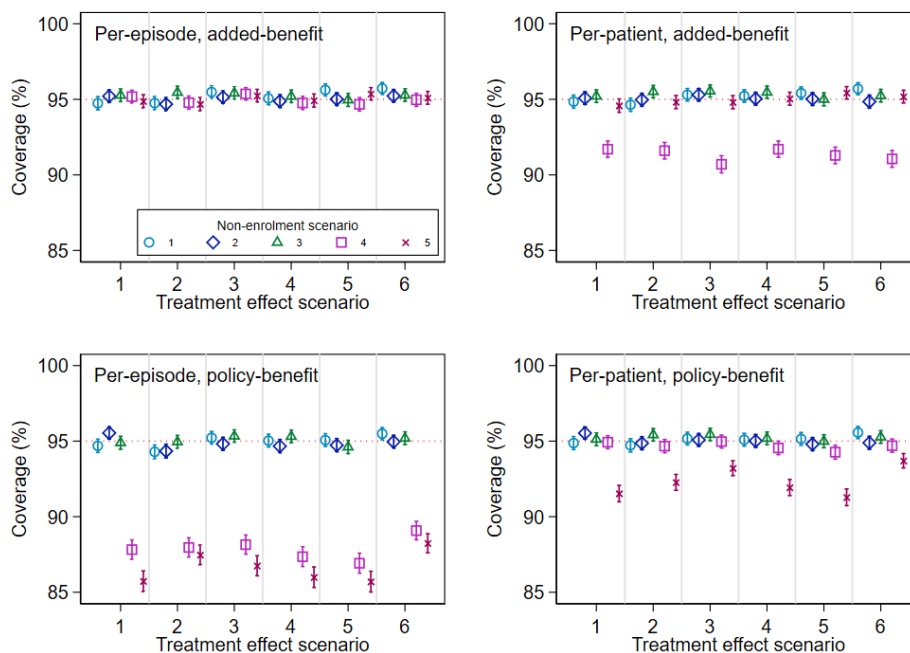 Per-episode, added-benefit
Coverage (%)
100
95
90
85
Non-enrolment scenario
1 2 3 4 5
1 2 3 4 5 6
Treatment effect scenario
Per-patient, added-benefit
Coverage (%)
100
95
90
85
1 2 3 4 5 6
Treatment effect scenario
Per-episode, policy-benefit
Coverage (%)
100
95
90
85
1 2 3 4 5 6
Treatment effect scenario
Per-patient, policy-benefit
Coverage (%)
100
95
90
85
1 2 3 4 5 6
Treatment effect scenario